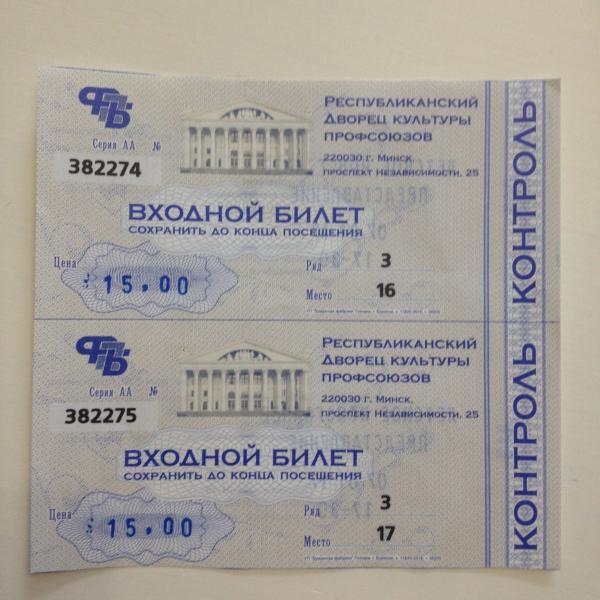 ФПБ
Серия АА №
382274
РЕСПУБЛИКАНСКИЙ
ДВОРЕЦ КУЛЬТУРЫ
ПРОФСОЮЗОВ
220030 г. МИНСК,
ПРОСПЕКТ НЕЗАВИСИМОСТИ, 25
ВХОДНОЙ БИЛЕТ
СОХРАНИТЬ ДО КОНЦА ПОСЕЩЕНИЯ
Цена
15,00
Ряд 3
Место 16
КОНТРОЛЬ
ФПБ
Серия АА №
382275
РЕСПУБЛИКАНСКИЙ
ДВОРЕЦ КУЛЬТУРЫ
ПРОФСОЮЗОВ
220030 г. МИНСК,
ПРОСПЕКТ НЕЗАВИСИМОСТИ, 25
ВХОДНОЙ БИЛЕТ
СОХРАНИТЬ ДО КОНЦА ПОСЕЩЕНИЯ
Цена
15,00
Ряд 3
Место 17
КОНТРОЛЬ